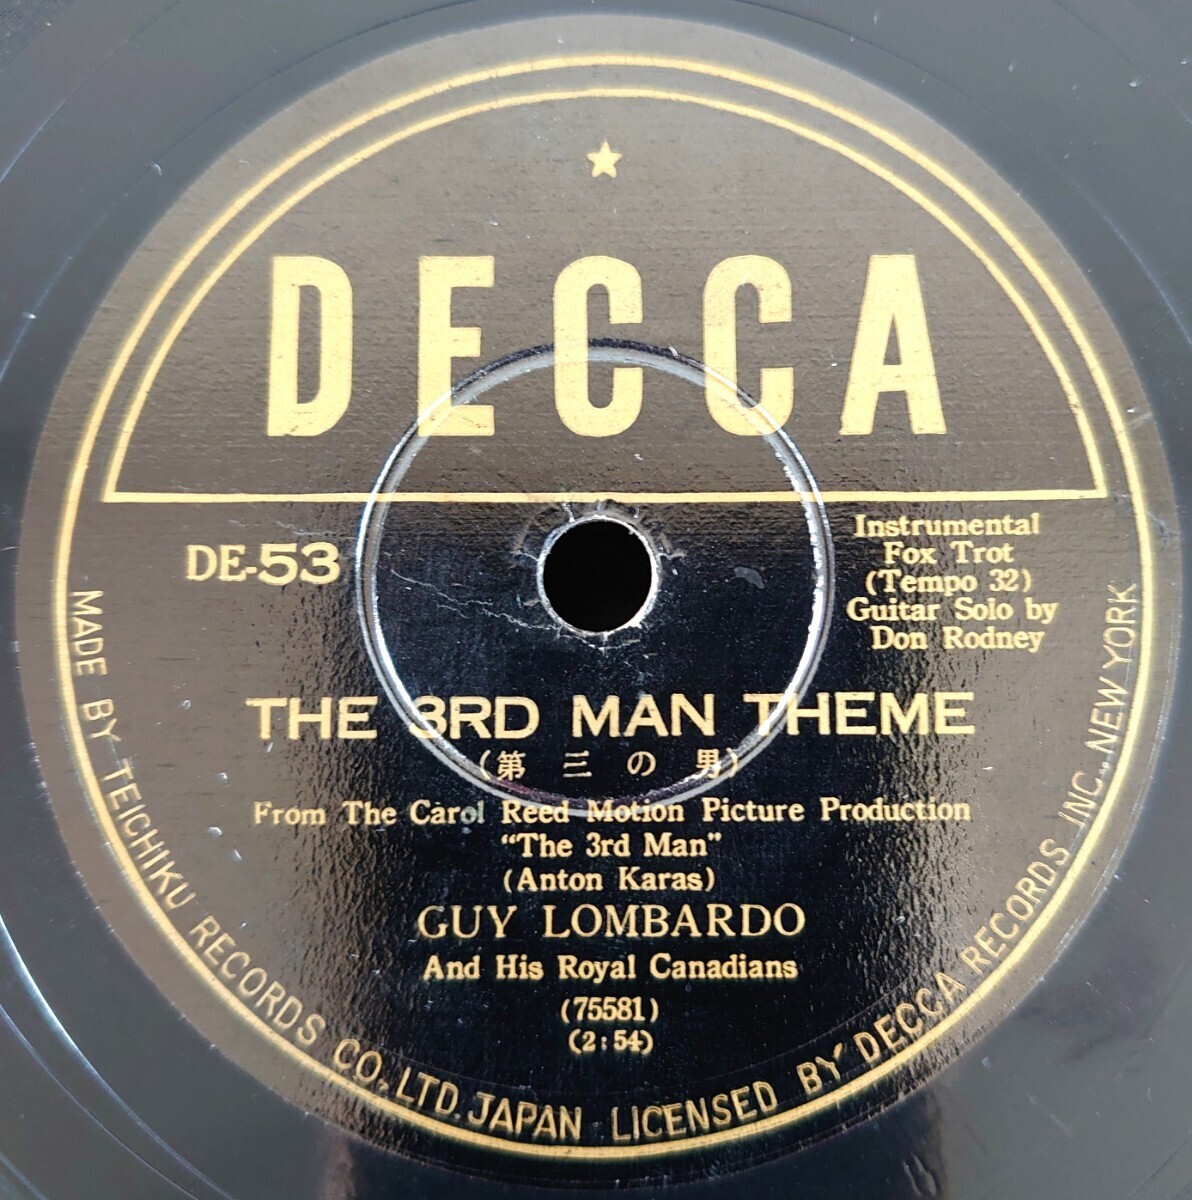 DECCA
DE-53
Instrumental
Fox Trot
(Tempo 32)
Guitar Solo by
Don Rodney
THE 3RD MAN THEME
(第三の男)
From The Carol Reed Motion Picture Production
"The 3rd Man"
(Anton Karas)
GUY LOMBARDO
And His Royal Canadians
(75581)
(2:54)
MADE BY TEICHIKU RECORDS CO., LTD. JAPAN - LICENSED BY DECCA RECORDS INC., NEW YORK